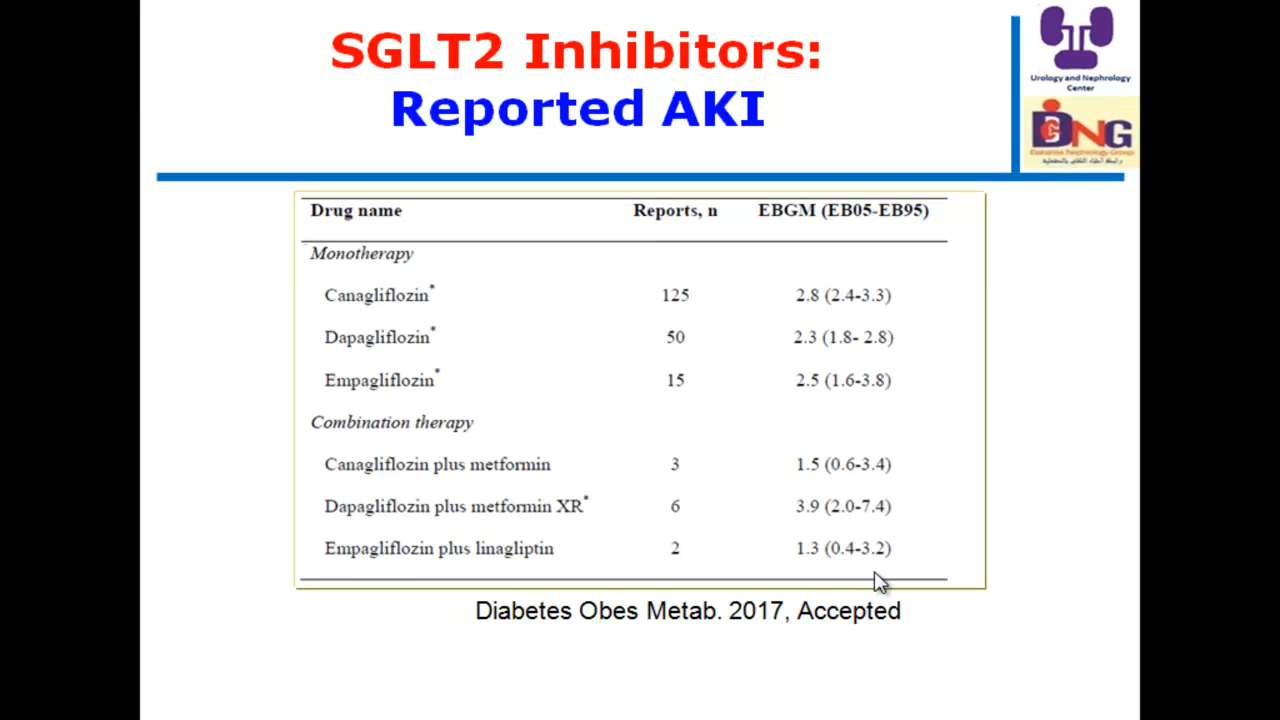 SGLT2 Inhibitors:
Reported AKI
Urology and Nephrology
Center
DNG
Dakahlia Nephrology Group
Drug name Reports, n EBGM (EB05-EB95)
Monotherapy
Canagliflozin* 125 2.8 (2.4-3.3)
Dapagliflozin* 50 2.3 (1.8- 2.8)
Empagliflozin* 15 2.5 (1.6-3.8)
Combination therapy
Canagliflozin plus metformin 3 1.5 (0.6-3.4)
Dapagliflozin plus metformin XR* 6 3.9 (2.0-7.4)
Empagliflozin plus linagliptin 2 1.3 (0.4-3.2)
Diabetes Obes Metab. 2017, Accepted